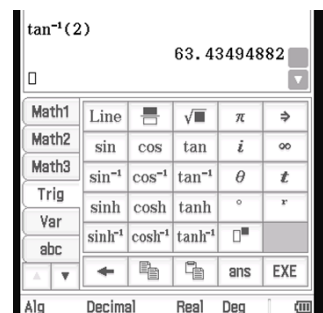 tan⁻¹(2)
63.43494882
Math1 Line √ π ⇒
Math2 sin cos tan i ∞
Math3 sin⁻¹ cos⁻¹ tan⁻¹ θ t
Trig sinh cosh tanh ° r
Var sinh⁻¹ cosh⁻¹ tanh⁻¹
abc
ans EXE
Alg Decimal Real Deg